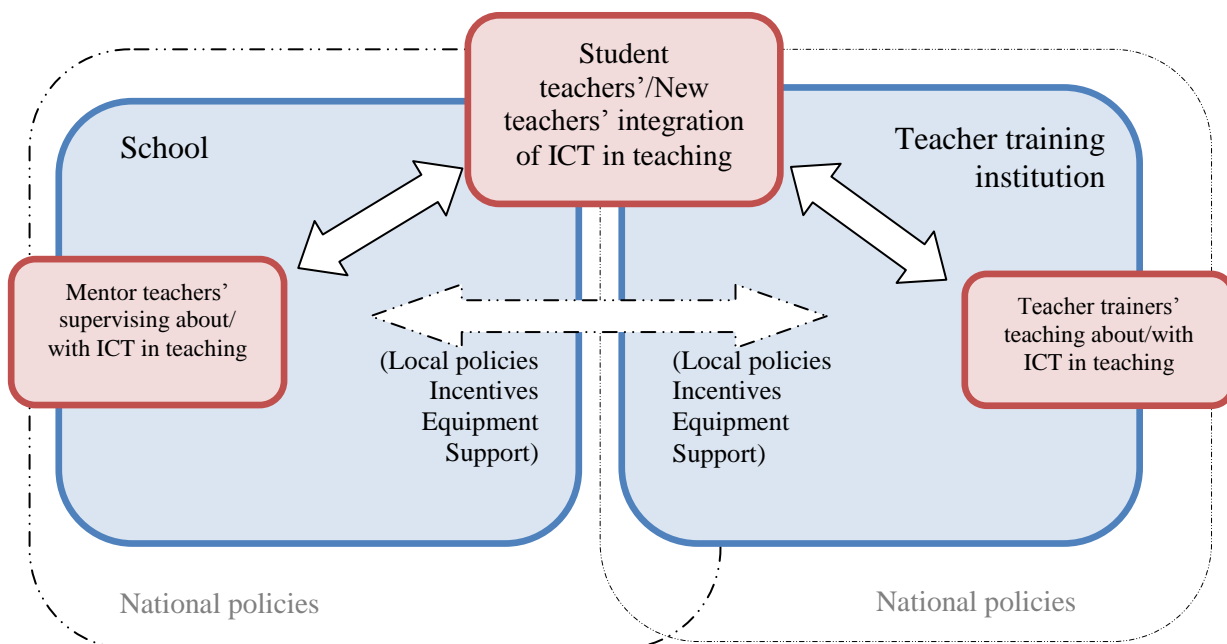 Student
teachers’/New
teachers’ integration
of ICT in teaching
School
Teacher training
institution
Mentor teachers’
supervising about/
with ICT in teaching
Teacher trainers’
teaching about/with
ICT in teaching
(Local policies
Incentives
Equipment
Support)
(Local policies
Incentives
Equipment
Support)
National policies
National policies